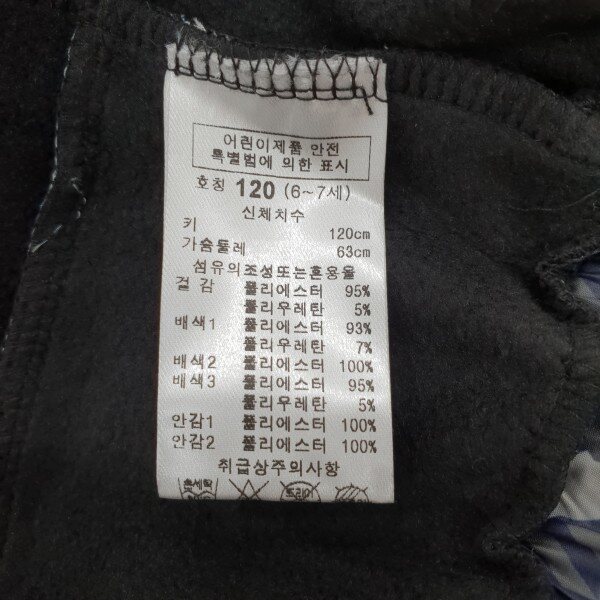 어린이제품 안전
특별법에 의한 표시
호칭 120 (6~7세)
신체치수
키 120cm
가슴둘레 63cm
섬유의조성또는혼용율
겉 감 폴리에스터 95%
폴리우레탄 5%
배색1 폴리에스터 93%
폴리우레탄 7%
배색2 폴리에스터 100%
배색3 폴리에스터 95%
폴리우레탄 5%
안감1 폴리에스터 100%
안감2 폴리에스터 100%
취급상주의사항
손세탁 드라이